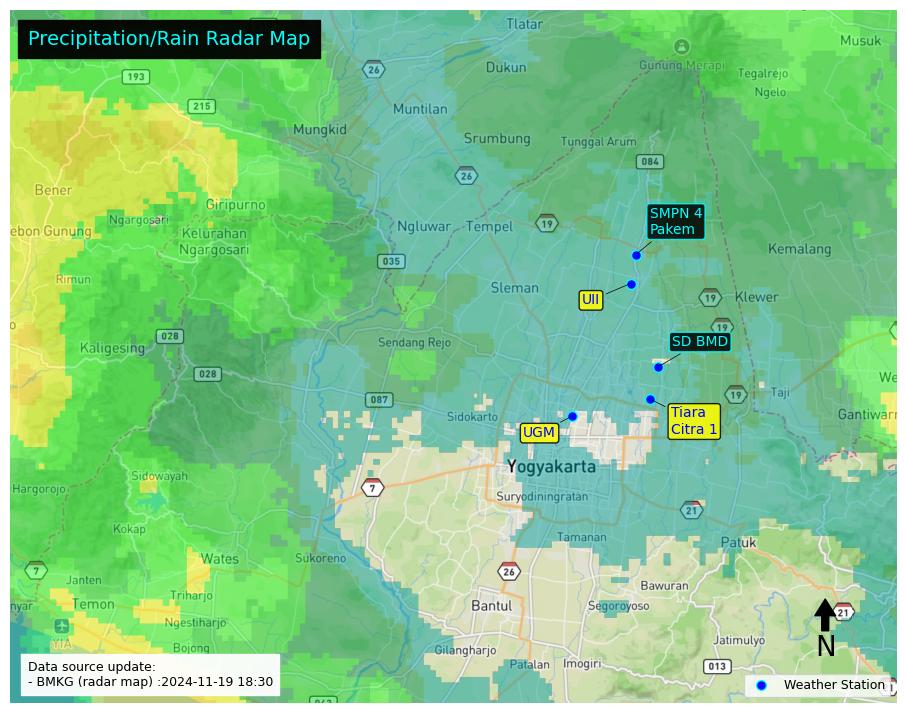 Precipitation/Rain Radar Map
Tlatar
Musuk
26
Dukun
Gunung Merapi
193
Tegalrejo
Ngelo
215
Muntilan
Mungkid
Srumbung
Tunggal Arum
084
26
Bener
Giripurno
SMPN 4
Pakem
Ngargosari
Ngluwar
Tempel
19
ebon Gunung
Kelurahan
Ngargosari
Kemalang
035
Rimun
Sleman
UII
19
Klewer
028
19
Sendang Rejo
SD BMD
Kaligesing
028
We
087
19
Taji
Sidokarto
Tiara
Citra 1
Gantiwar
UGM
Yogyakarta
Sidowayah
Hargorojo
7
Suryodiningratan
21
Kokap
Tamanan
Patuk
Sukoreno
Wates
7
26
Janten
Bawuran
nyar
Temon
Triharjo
Bantul
Segoroyoso
21
Ngestiharjo
YIA
Jatimulyo
N
Bojong
Gilangharjo
Patalan
Imogiri
013
Data source update:
- BMKG (radar map) :2024-11-19 18:30
Weather Station